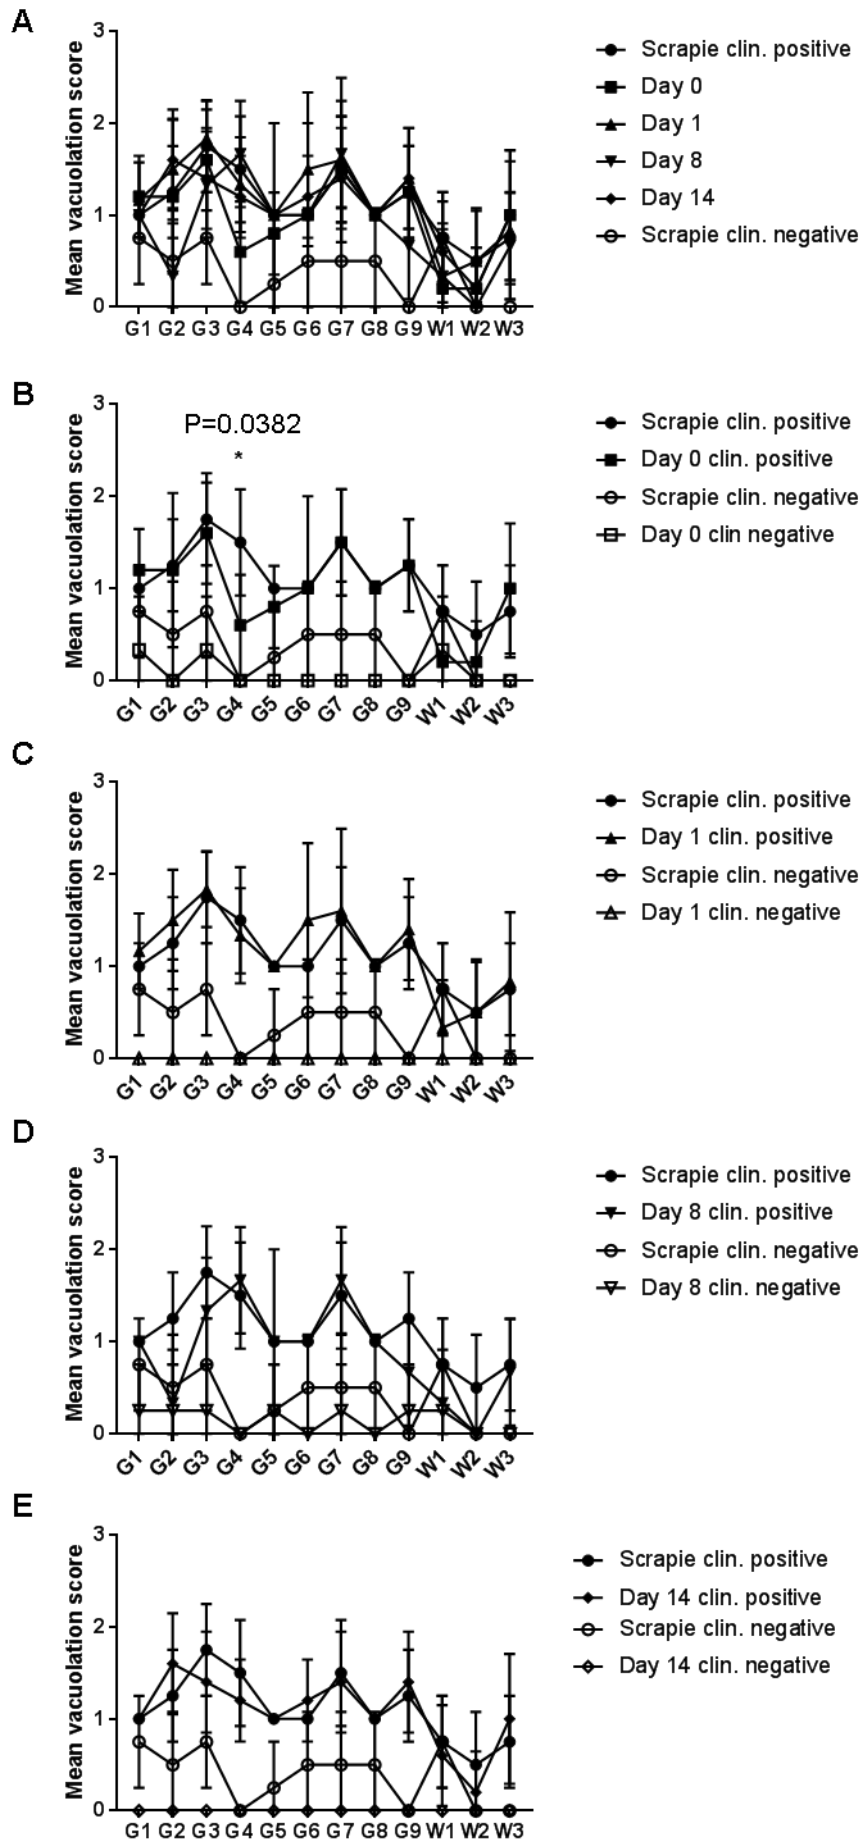 A
Mean vacuolation score
3
2
1
0
G1 G2 G3 G4 G5 G6 G7 G8 G9 W1 W2 W3
Scrapie clin. positive
Day 0
Day 1
Day 8
Day 14
Scrapie clin. negative
B
Mean vacuolation score
3
2
1
0
P=0.0382
*
G1 G2 G3 G4 G5 G6 G7 G8 G9 W1 W2 W3
Scrapie clin. positive
Day 0 clin. positive
Scrapie clin. negative
Day 0 clin negative
C
Mean vacuolation score
3
2
1
0
G1 G2 G3 G4 G5 G6 G7 G8 G9 W1 W2 W3
Scrapie clin. positive
Day 1 clin. positive
Scrapie clin. negative
Day 1 clin. negative
D
Mean vacuolation score
3
2
1
0
G1 G2 G3 G4 G5 G6 G7 G8 G9 W1 W2 W3
Scrapie clin. positive
Day 8 clin. positive
Scrapie clin. negative
Day 8 clin. negative
E
Mean vacuolation score
3
2
1
0
G1 G2 G3 G4 G5 G6 G7 G8 G9 W1 W2 W3
Scrapie clin. positive
Day 14 clin. positive
Scrapie clin. negative
Day 14 clin. negative